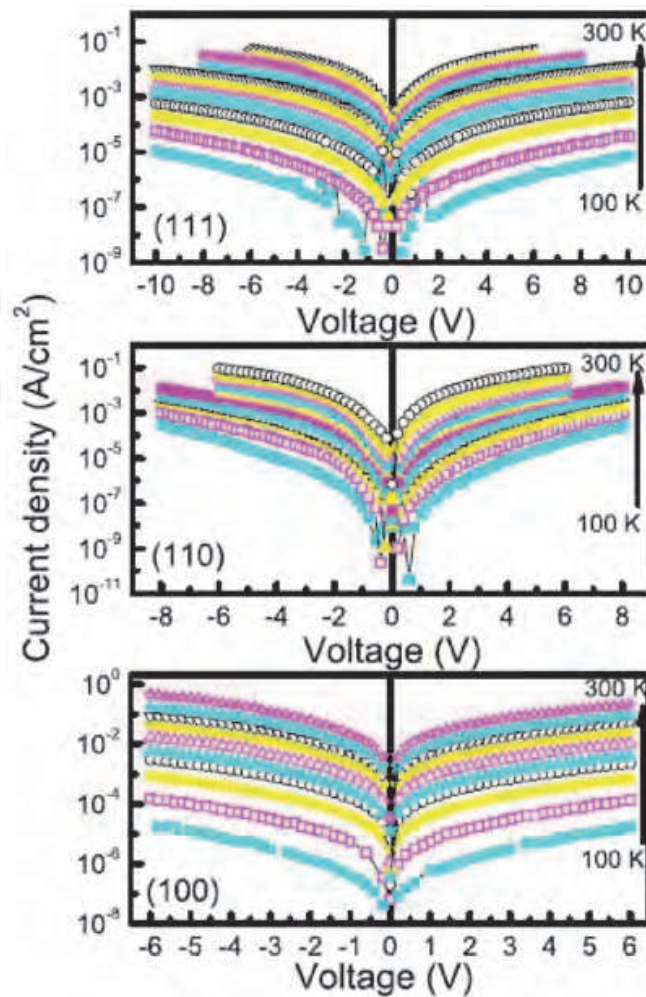 Current density (A/cm²)
10⁻¹
10⁻³
10⁻⁵
10⁻⁷
10⁻⁹
300 K
100 K
(111)
-10 -8 -6 -4 -2 0 2 4 6 8 10
Voltage (V)
10⁻¹
10⁻³
10⁻⁵
10⁻⁷
10⁻⁹
10⁻¹¹
300 K
100 K
(110)
-8 -6 -4 -2 0 2 4 6 8
Voltage (V)
10⁰
10⁻²
10⁻⁴
10⁻⁶
10⁻⁸
300 K
100 K
(100)
-6 -5 -4 -3 -2 -1 0 1 2 3 4 5 6
Voltage (V)